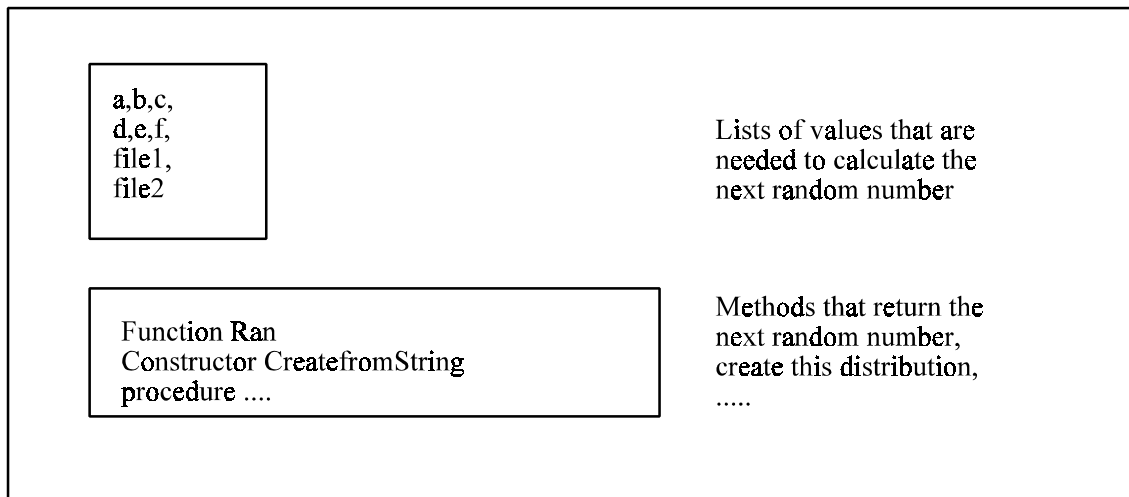 a,b,c,
d,e,f,
file1,
file2
Lists of values that are
needed to calculate the
next random number
Function Ran
Constructor CreatefromString
procedure ....
Methods that return the
next random number,
create this distribution,
.....